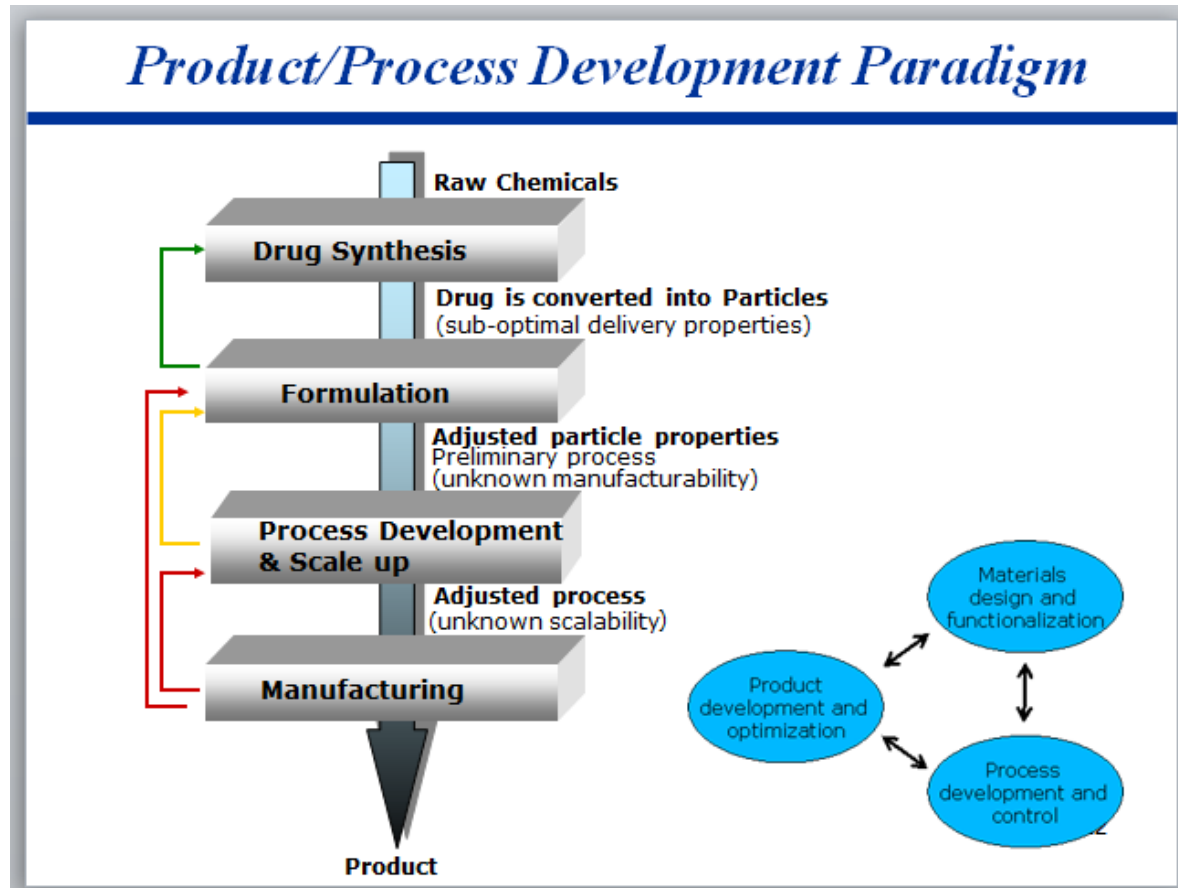 Product/Process Development Paradigm
Raw Chemicals
Drug Synthesis
Drug is converted into Particles
(sub-optimal delivery properties)
Formulation
Adjusted particle properties
Preliminary process
(unknown manufacturability)
Process Development
& Scale up
Adjusted process
(unknown scalability)
Manufacturing
Product
Materials
design and
functionalization
Product
development and
optimization
Process
development and
control